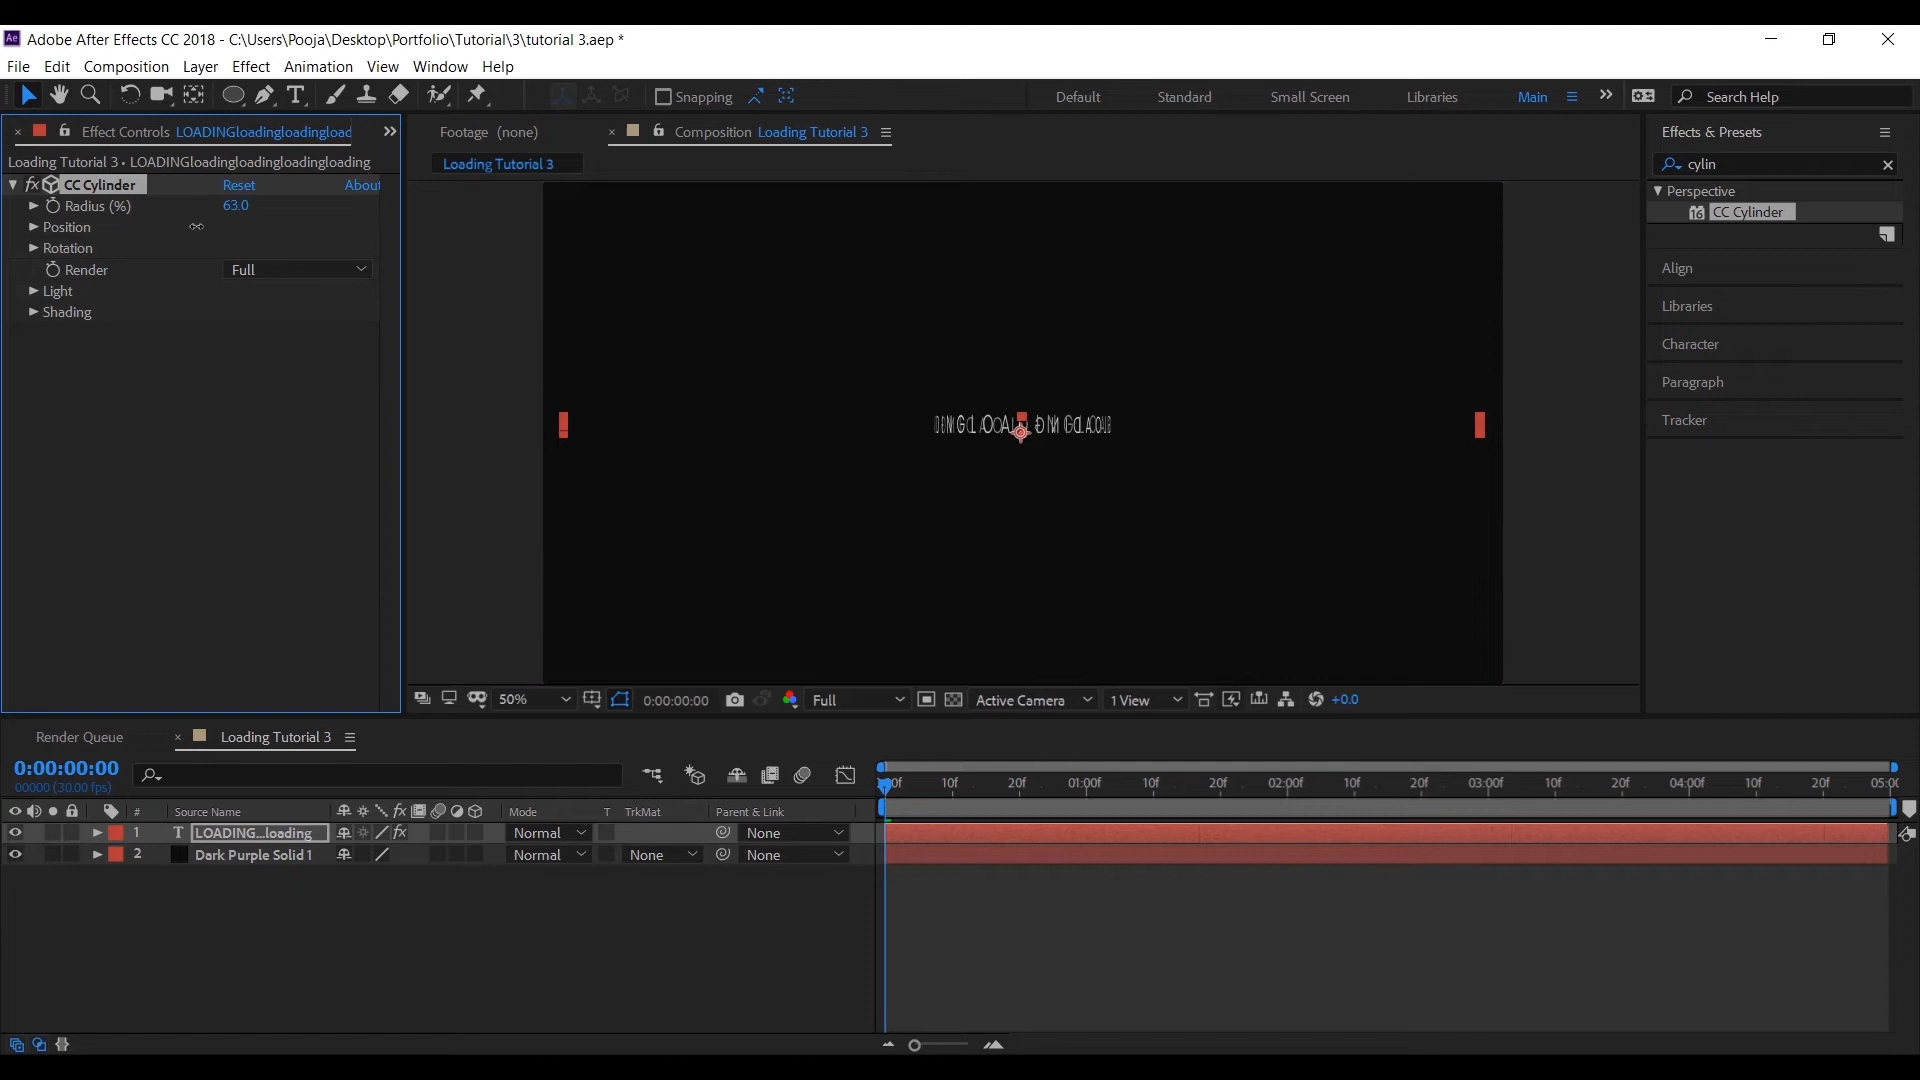 Ae Adobe After Effects CC 2018 - C:\Users\Pooja\Desktop\Portfolio\Tutorial\3\tutorial 3.aep *
File Edit Composition Layer Effect Animation View Window Help
Snapping Default Standard Small Screen Libraries Main Search Help
Effect Controls LOADINGloadingloadingload
Loading Tutorial 3 • LOADINGloadingloadingloadingloading
fx CC Cylinder Reset About
Radius (%) 63.0
Position
Rotation
Render Full
Light
Shading
Footage (none) Composition Loading Tutorial 3
Loading Tutorial 3
50% 0:00:00:00 Full Active Camera 1 View +0.0
Effects & Presets
cylin
Perspective
16 CC Cylinder
Align
Libraries
Character
Paragraph
Tracker
Render Queue Loading Tutorial 3
0:00:00:00
00000 (30.00 fps)
10f 20f 01:00f 10f 20f 02:00f 10f 20f 03:00f 10f 20f 04:00f 10f 20f
# Source Name fx Mode T TrkMat Parent & Link
1 T LOADING...loading fx Normal None
2 Dark Purple Solid 1 Normal None None